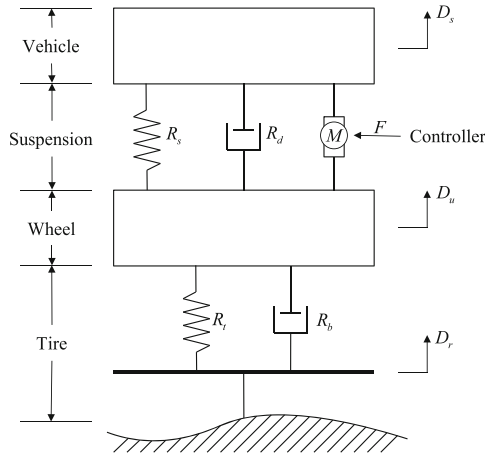 Vehicle
D_s
Suspension
R_s
R_d
M
F
Controller
D_u
Wheel
R_t
R_b
Tire
D_r